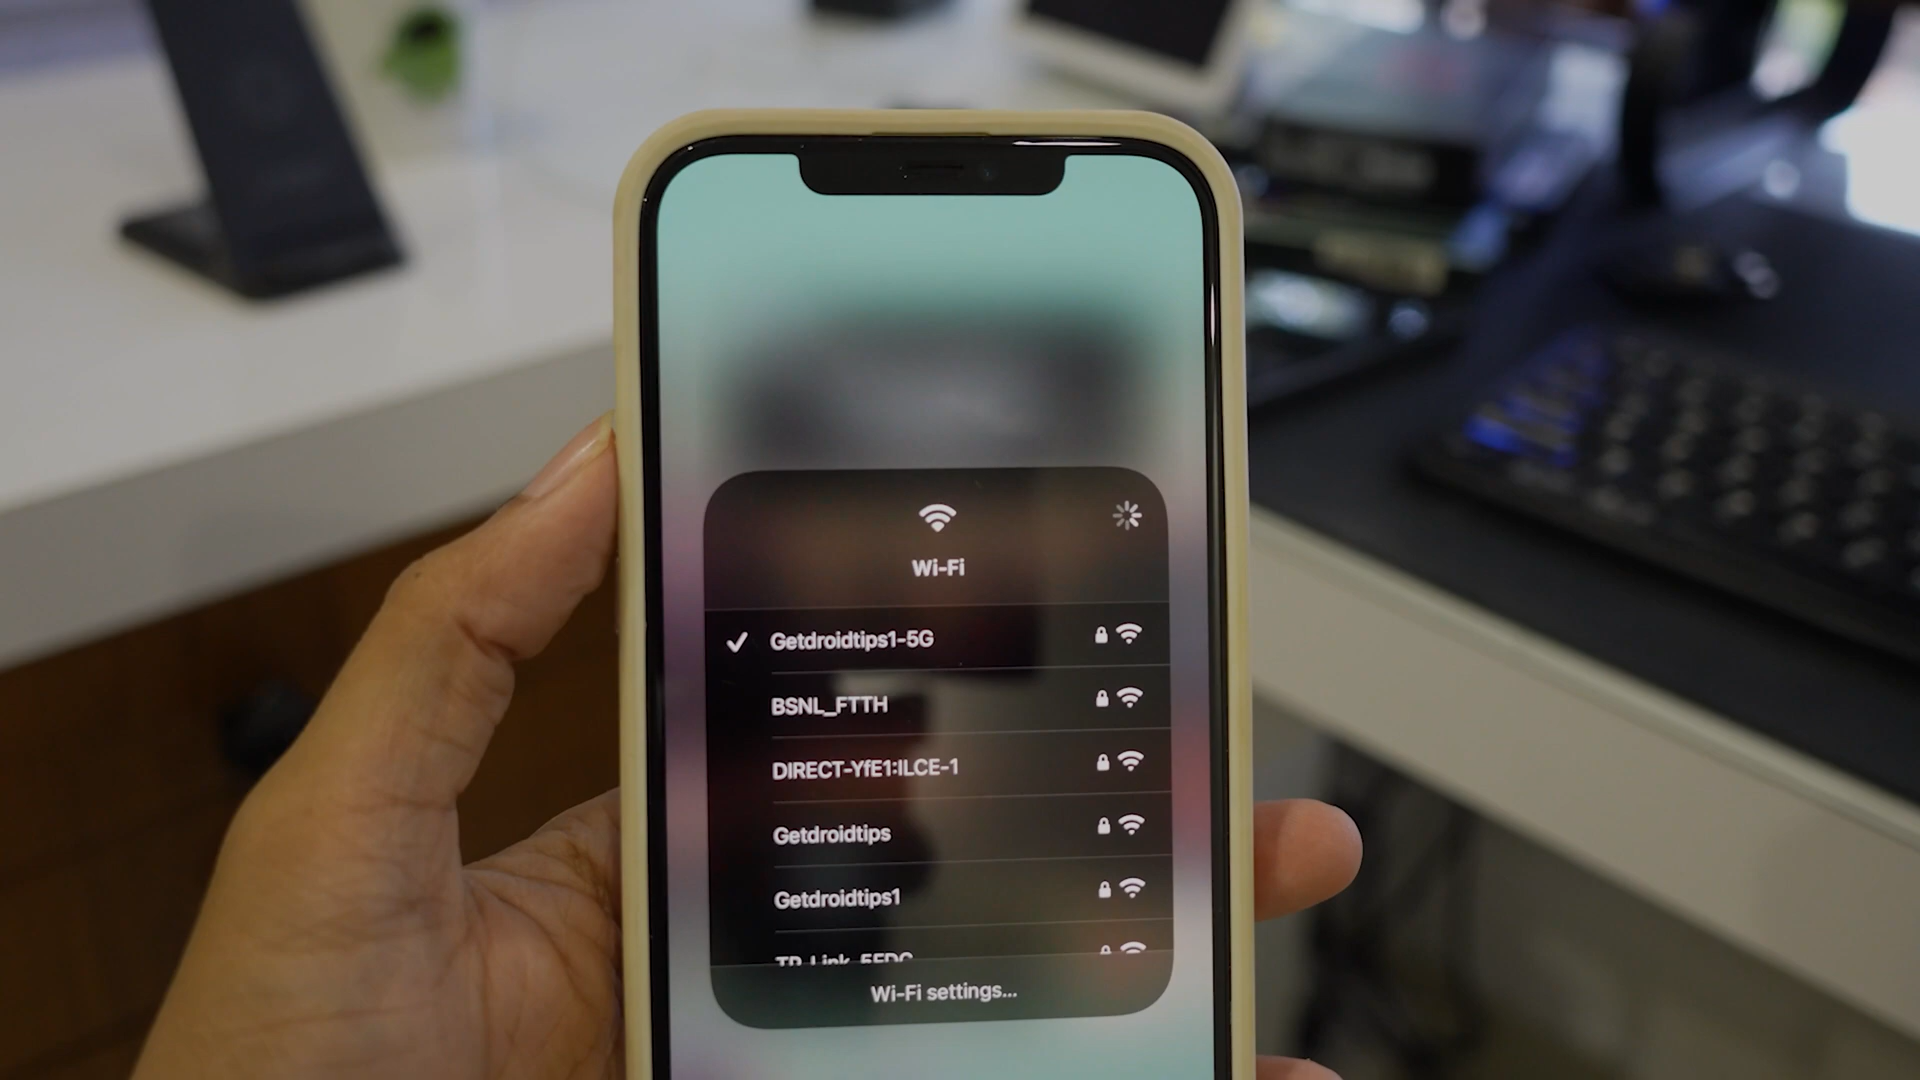 Wi-Fi
Getdroidtips1-5G
BSNL_FTTH
DIRECT-YfE1:ILCE-1
Getdroidtips
Getdroidtips1
Wi-Fi settings...